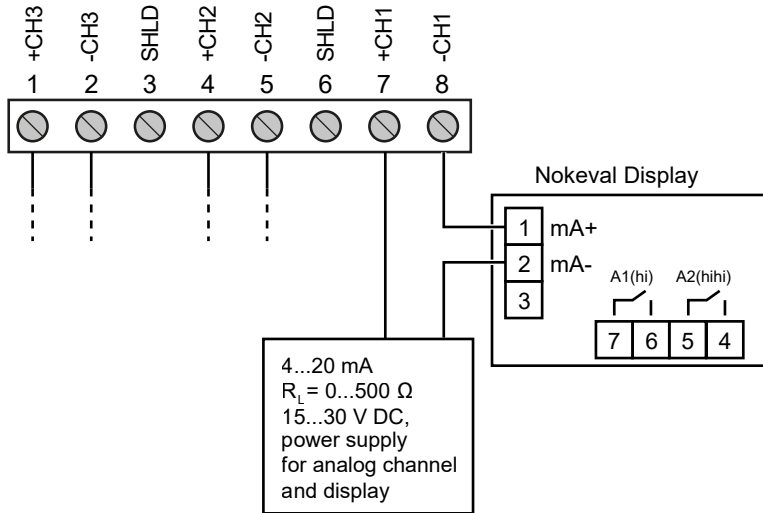 +CH3
-CH3
SHLD
+CH2
-CH2
SHLD
+CH1
-CH1
1 2 3 4 5 6 7 8
Nokeval Display
1 mA+
2 mA-
3
A1(hi) A2(hihi)
7 6 5 4
4...20 mA
RL= 0...500 Ω
15...30 V DC,
power supply
for analog channel
and display